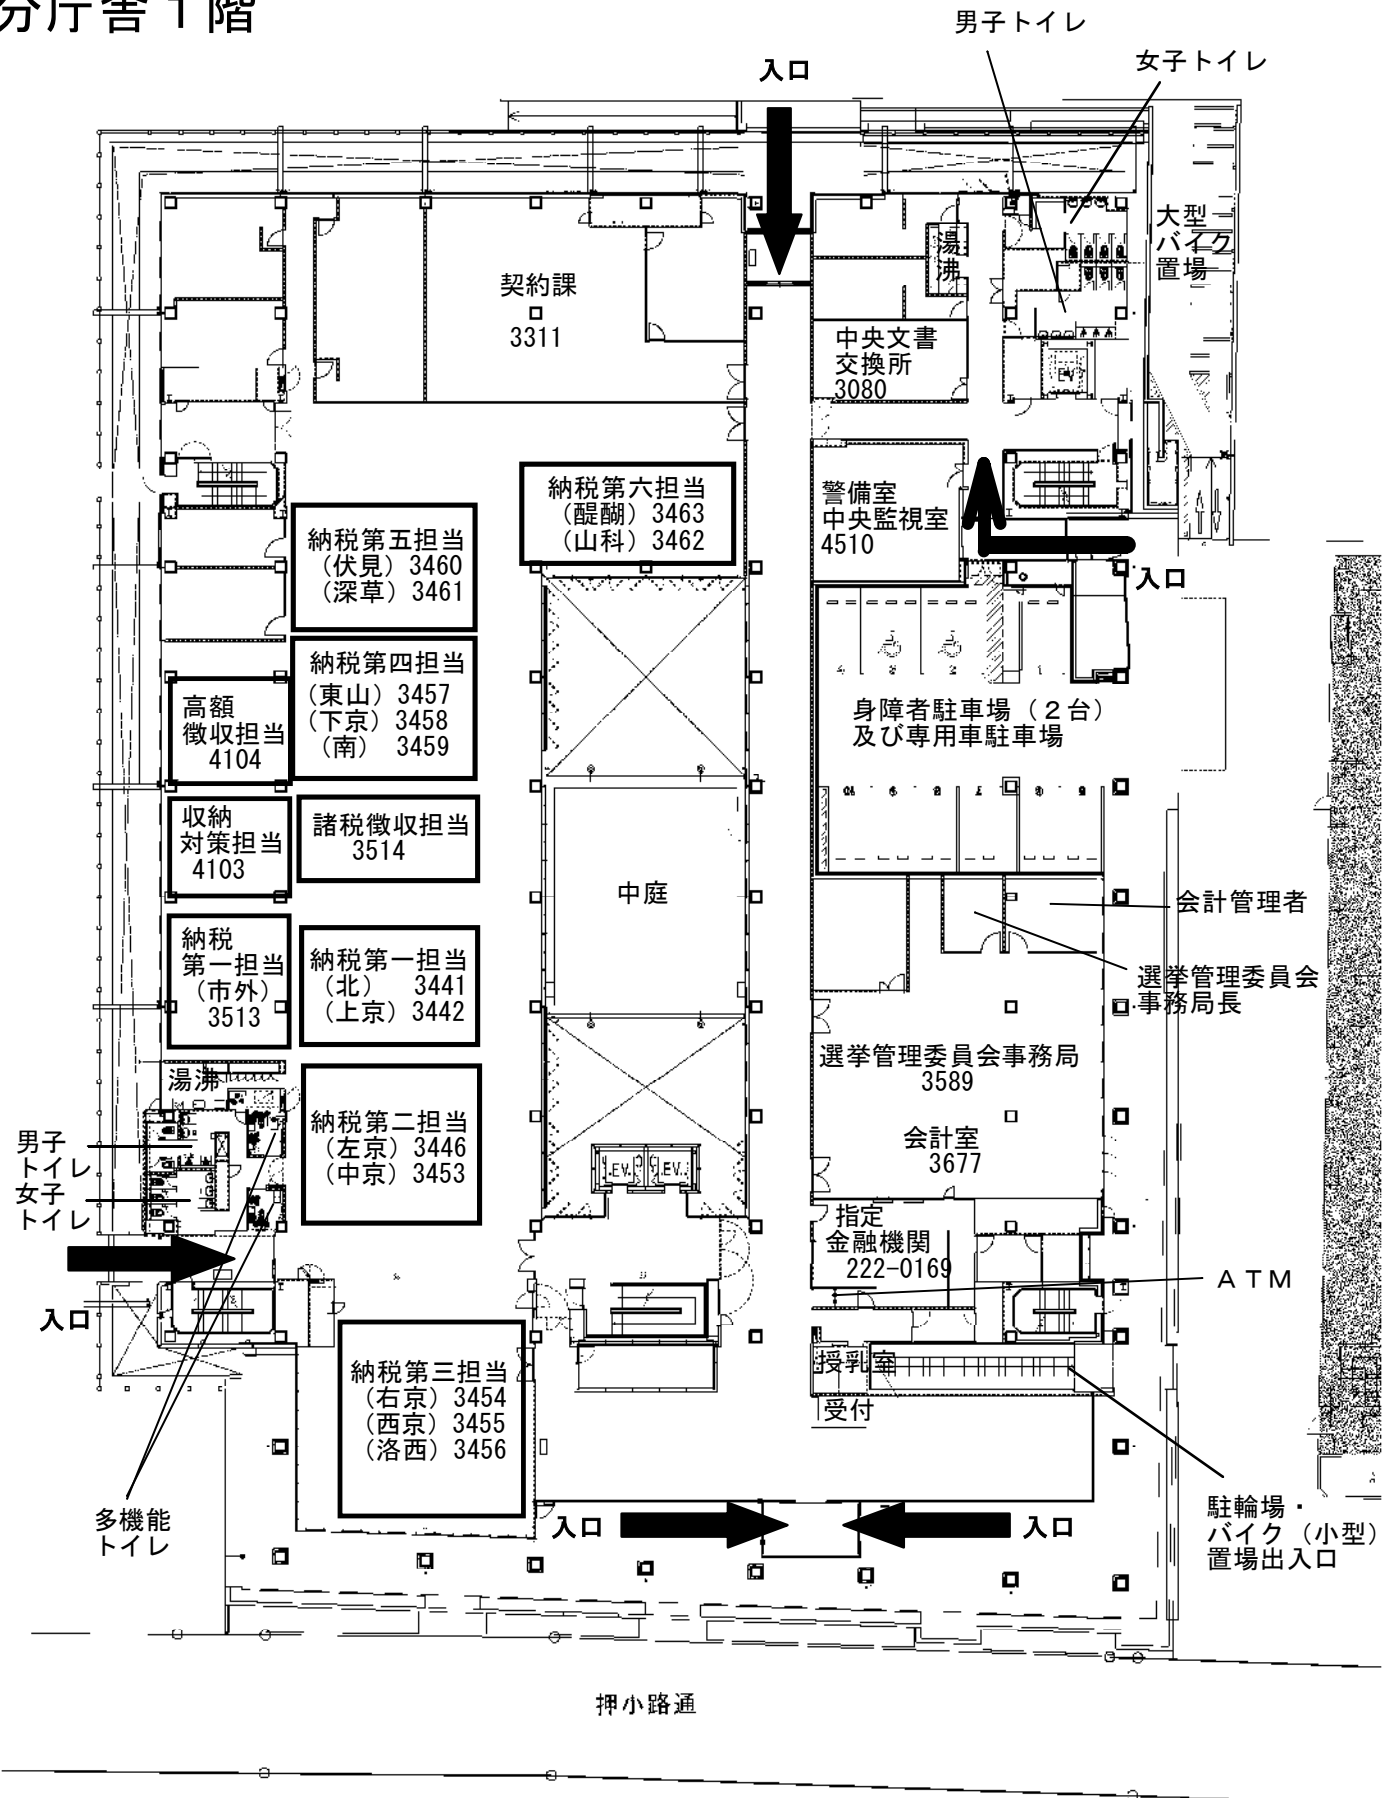 分庁舎１階
男子トイレ
女子トイレ
入口
大型
バイク
置場
湯
沸
契約課
3311
中央文書
交換所
3080
EV
納税第六担当
（醍醐）3463
（山科）3462
警備室
中央監視室
4510
納税第五担当
（伏見）3460
（深草）3461
入口
納税第四担当
（東山）3457
（下京）3458
（南）　3459
高額
徴収担当
4104
身障者駐車場（２台）
及び専用車駐車場
収納
対策担当
4103
諸税徴収担当
3514
中庭
会計管理者
納税
第一担当
（市外）
3513
納税第一担当
（北）　3441
（上京）3442
選挙管理委員会
事務局長
選挙管理委員会事務局
3589
湯沸
納税第二担当
（左京）3446
（中京）3453
会計室
3677
男子
トイレ
女子
トイレ
EV.
EV.
指定
金融機関
222-0169
ＡＴＭ
入口
納税第三担当
（右京）3454
（西京）3455
（洛西）3456
授乳室
受付
多機能
トイレ
入口
入口
駐輪場・
バイク（小型）
置場出入口
押小路通